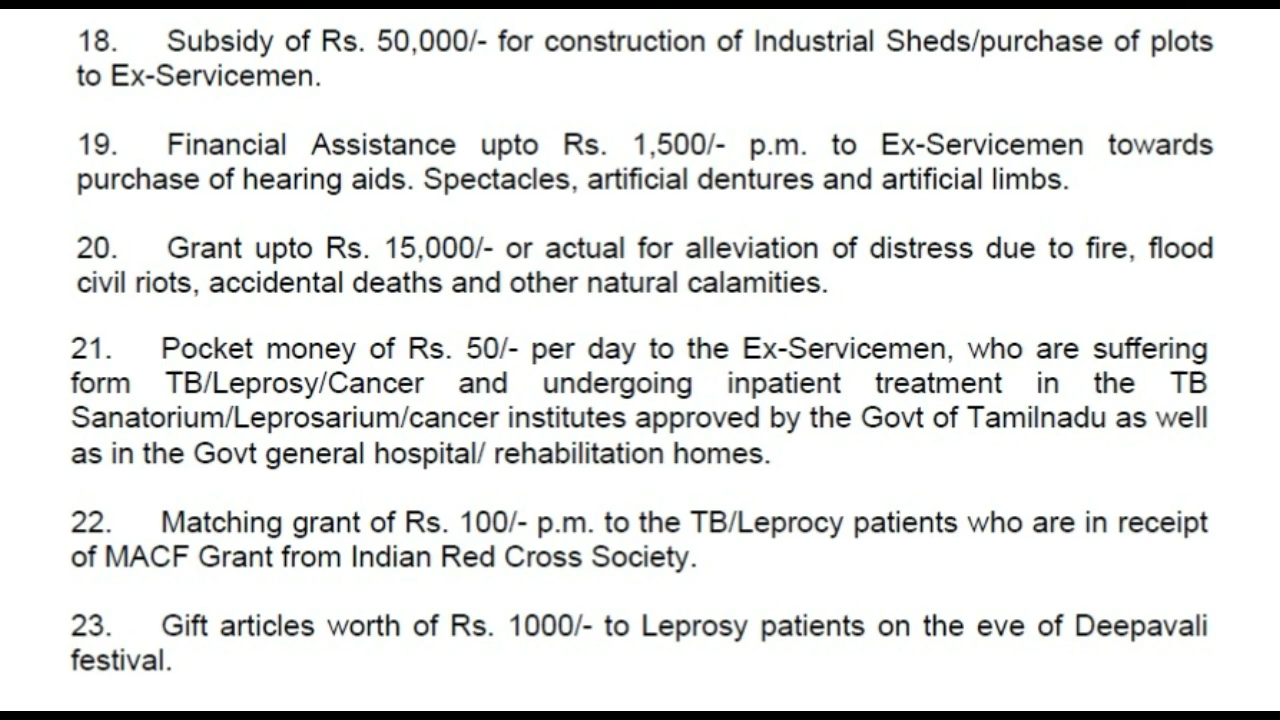 18. Subsidy of Rs. 50,000/- for construction of Industrial Sheds/purchase of plots
to Ex-Servicemen.
19. Financial Assistance upto Rs. 1,500/- p.m. to Ex-Servicemen towards
purchase of hearing aids. Spectacles, artificial dentures and artificial limbs.
20. Grant upto Rs. 15,000/- or actual for alleviation of distress due to fire, flood
civil riots, accidental deaths and other natural calamities.
21. Pocket money of Rs. 50/- per day to the Ex-Servicemen, who are suffering
form TB/Leprosy/Cancer and undergoing inpatient treatment in the TB
Sanatorium/Leprosarium/cancer institutes approved by the Govt of Tamilnadu as well
as in the Govt general hospital/ rehabilitation homes.
22. Matching grant of Rs. 100/- p.m. to the TB/Leprocy patients who are in receipt
of MACF Grant from Indian Red Cross Society.
23. Gift articles worth of Rs. 1000/- to Leprosy patients on the eve of Deepavali
festival.